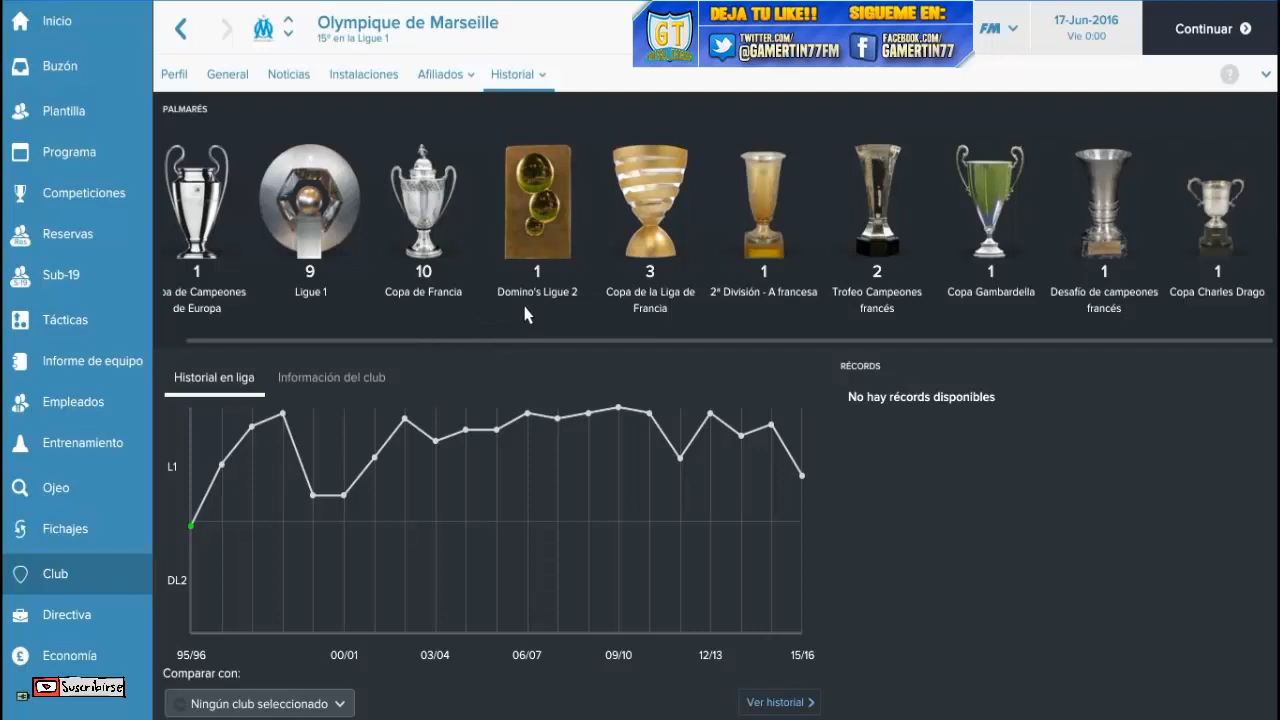 Inicio
Buzón
Plantilla
Programa
Competiciones
Reservas
Sub-19
Tácticas
Informe de equipo
Empleados
Entrenamiento
Ojeo
Fichajes
Club
Directiva
Economía
Suscribirse
Olympique de Marseille
15º en la Ligue 1
GT
DEJA TU LIKE!! SIGUEME EN:
TWITTER.COM/ @GAMERTIN77FM
FACEBOOK.COM/ GAMERTIN77
FM
17-Jun-2016
Vie 0:00
Continuar
Perfil General Noticias Instalaciones Afiliados Historial
?
PALMARÉS
1 9 10 1 3 1 2 1 1 1
pa de Campeones de Europa
Ligue 1
Copa de Francia
Domino's Ligue 2
Copa de la Liga de Francia
2ª División - A francesa
Trofeo Campeones francés
Copa Gambardella
Desafío de campeones francés
Copa Charles Drago
Historial en liga Información del club
RÉCORDS
No hay récords disponibles
L1
DL2
95/96 00/01 03/04 06/07 09/10 12/13 15/16
Comparar con:
Ningún club seleccionado
Ver historial